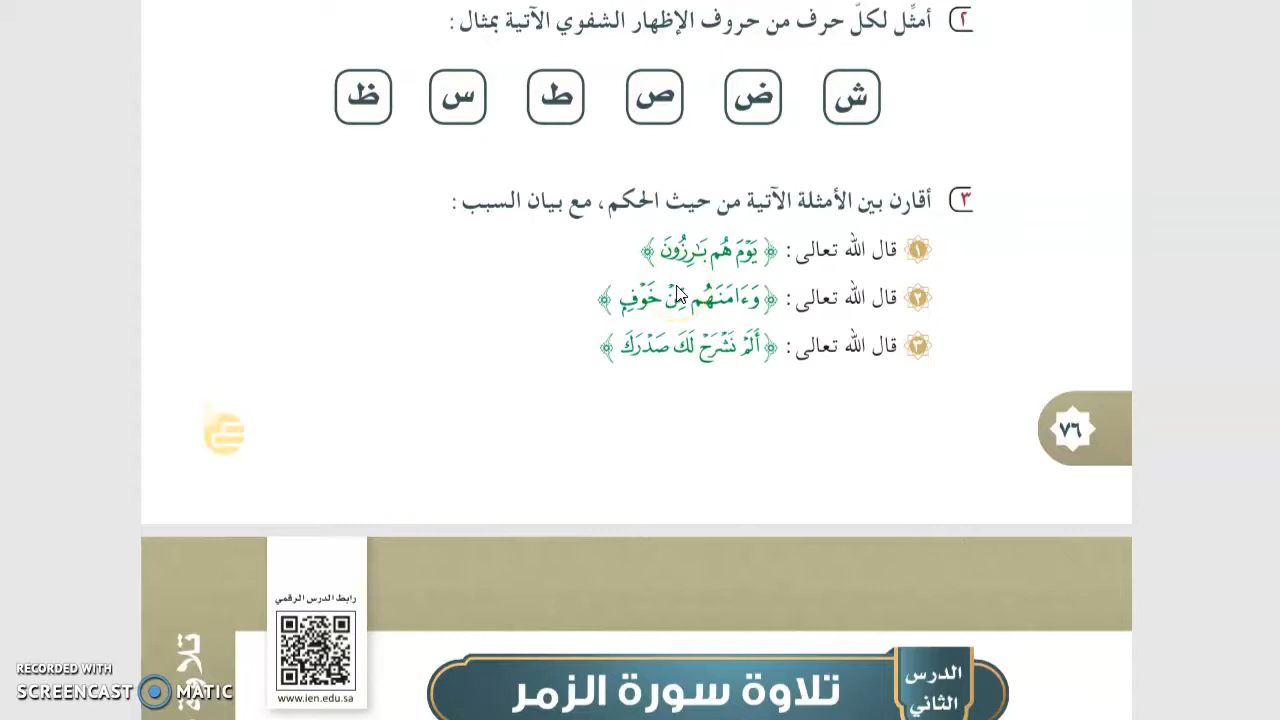 ٢ أمثِّل لكلّ حرف من حروف الإظهار الشفوي الآتية بمثال :
ش ض ص ط س ظ
٣ أقارن بين الأمثلة الآتية من حيث الحكم، مع بيان السبب :
١ قال الله تعالى : ﴿ يَوْمَ هُم بَٰرِزُونَ ﴾
٢ قال الله تعالى : ﴿ وَءَامَنَهُم مِّنْ خَوْفٍۭ ﴾
٣ قال الله تعالى : ﴿ أَلَمْ نَشْرَحْ لَكَ صَدْرَكَ ﴾
٧٦
رابط الدرس الرقمي
www.ien.edu.sa
تلاوة
الدرس
الثاني
تلاوة سورة الزمر
RECORDED WITH
SCREENCAST MATIC